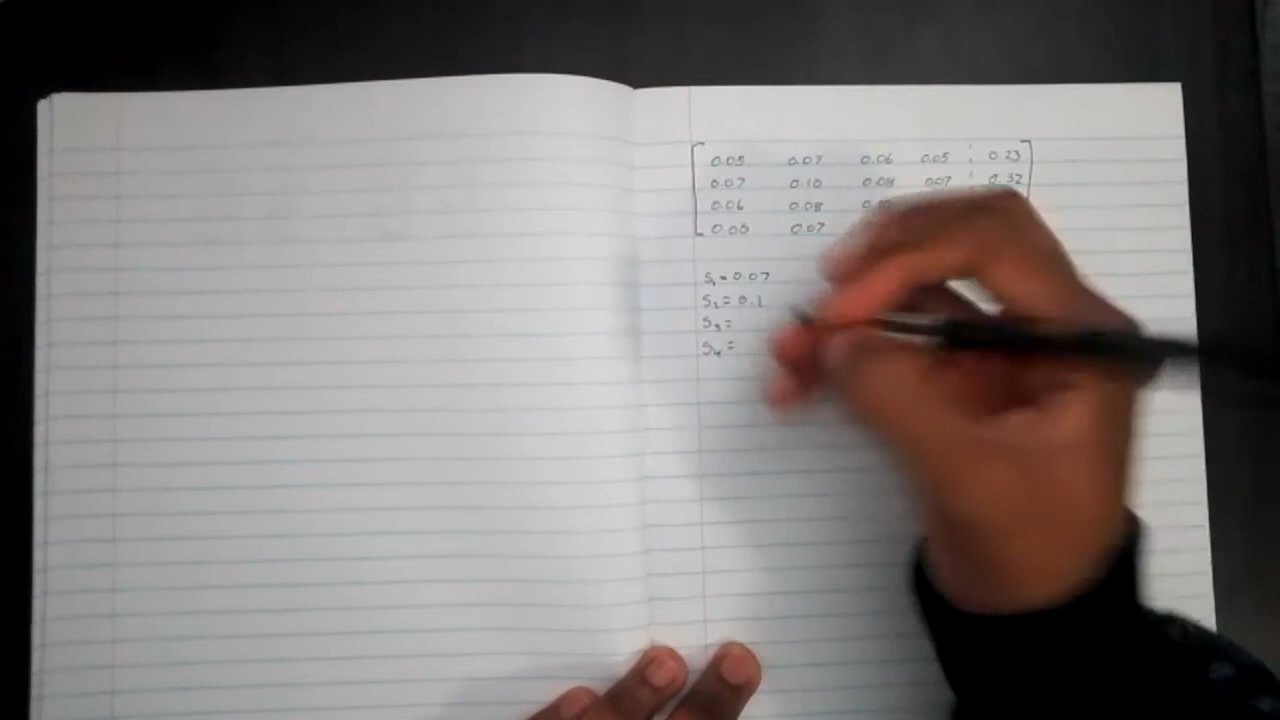 0.05 0.07 0.06 0.05 0.23
0.07 0.10 0.08 0.07 0.32
0.06 0.08
0.05 0.07
S₁ = 0.07
S₂ = 0.1
S₃ =
S₄ =